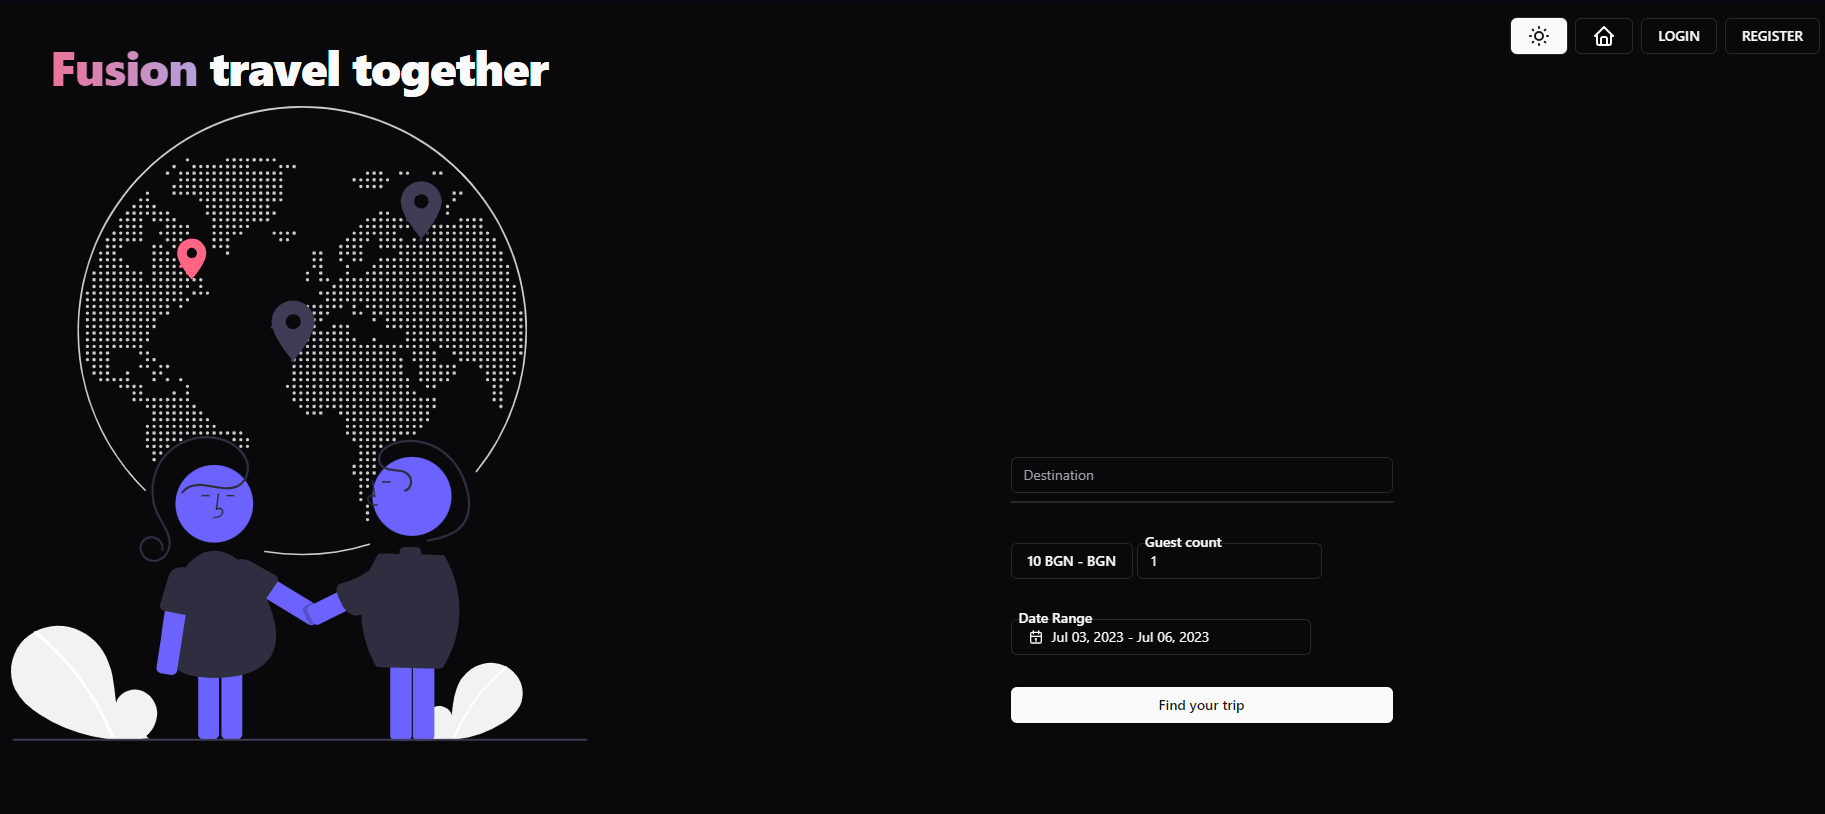 Fusion travel together
LOGIN
REGISTER
Destination
10 BGN - BGN
Guest count
1
Date Range
Jul 03, 2023 - Jul 06, 2023
Find your trip